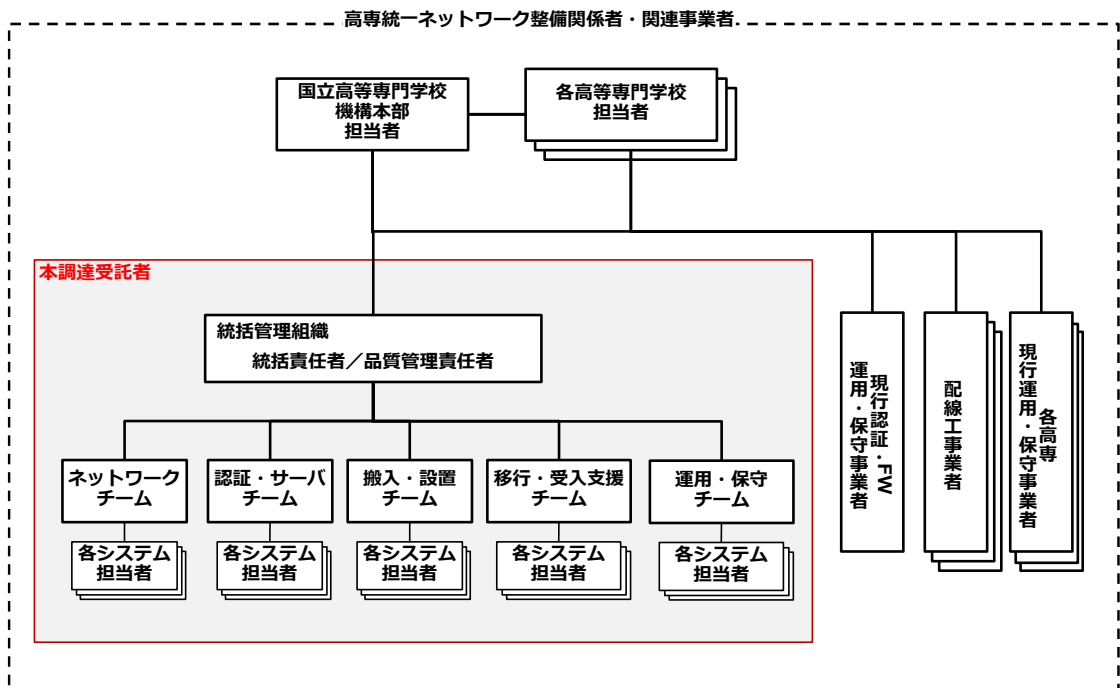 高専統一ネットワーク整備関係者・関連事業者
国立高等専門学校
機構本部
担当者
各高等専門学校
担当者
本調達受託者
統括管理組織
統括責任者／品質管理責任者
ネットワーク
チーム
認証・サーバ
チーム
搬入・設置
チーム
移行・受入支援
チーム
運用・保守
チーム
各システム
担当者
各システム
担当者
各システム
担当者
各システム
担当者
各システム
担当者
現行認証・FW
運用・保守事業者
配線工事業者
各高専
現行運用・保守事業者